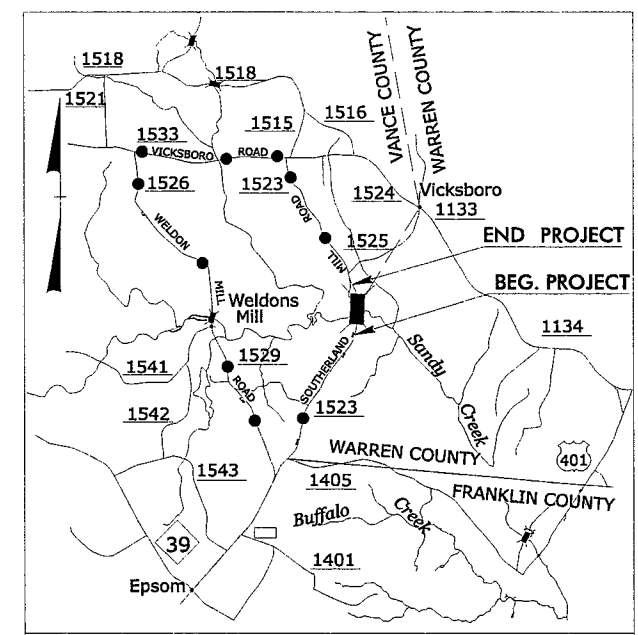 1518
1518
1521
VANCE COUNTY
WARREN COUNTY
1516
1515
1533
VICKSBORO ROAD
1523
1526
1524
Vicksboro
1133
ROAD
1525
END PROJECT
WELDON
MILL
BEG. PROJECT
MILL
Weldons
Mill
1134
SOUTHERLAND
Sandy
Creek
1529
1541
ROAD
1542
1523
WARREN COUNTY
401
FRANKLIN COUNTY
1543
1405
Buffalo
Creek
39
1401
Epsom